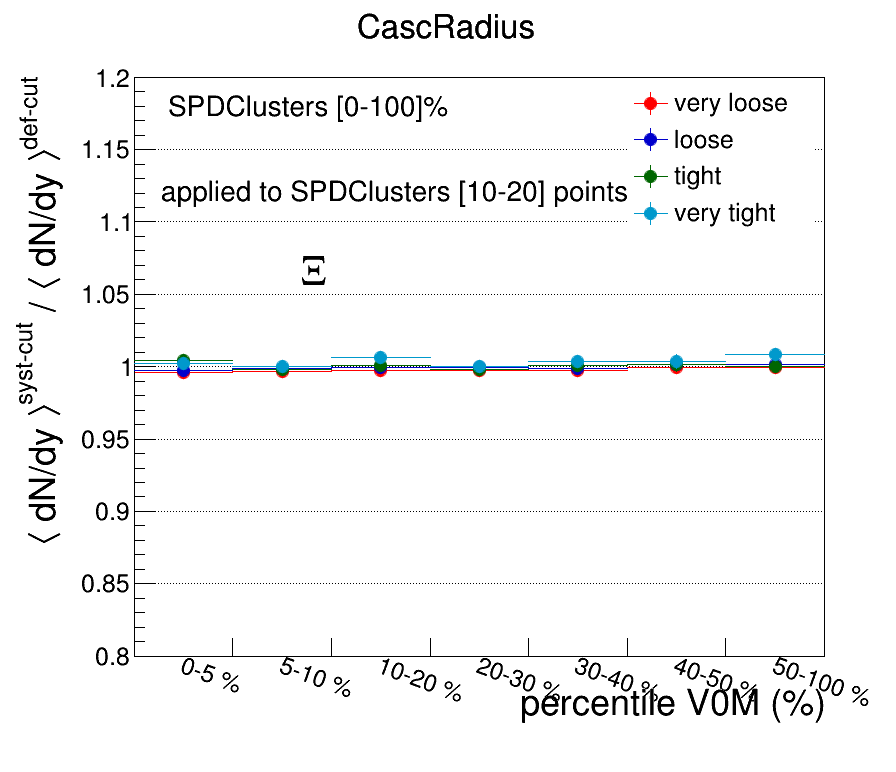 CascRadius
SPDClusters [0-100]%
applied to SPDClusters [10-20] points
Ξ
very loose
loose
tight
very tight
⟨ dN/dy ⟩^syst-cut / ⟨ dN/dy ⟩^def-cut
1.2
1.15
1.1
1.05
1
0.95
0.9
0.85
0.8
0-5 %
5-10 %
10-20 %
20-30 %
30-40 %
40-50 %
50-100 %
percentile V0M (%)